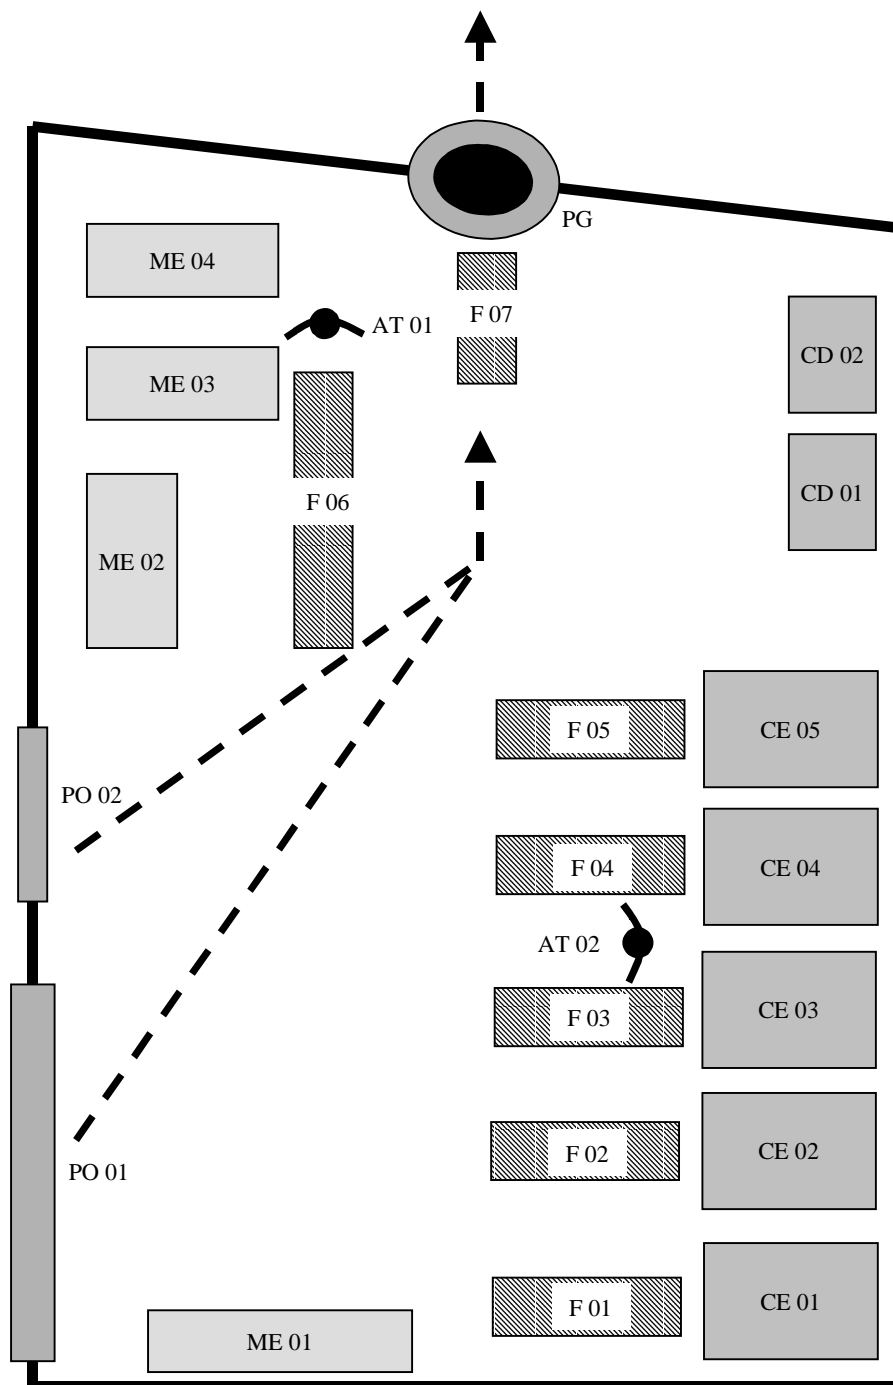 PG
ME 04
F 07
AT 01
CD 02
ME 03
CD 01
F 06
ME 02
F 05
CE 05
PO 02
F 04
CE 04
AT 02
F 03
CE 03
F 02
CE 02
PO 01
F 01
CE 01
ME 01